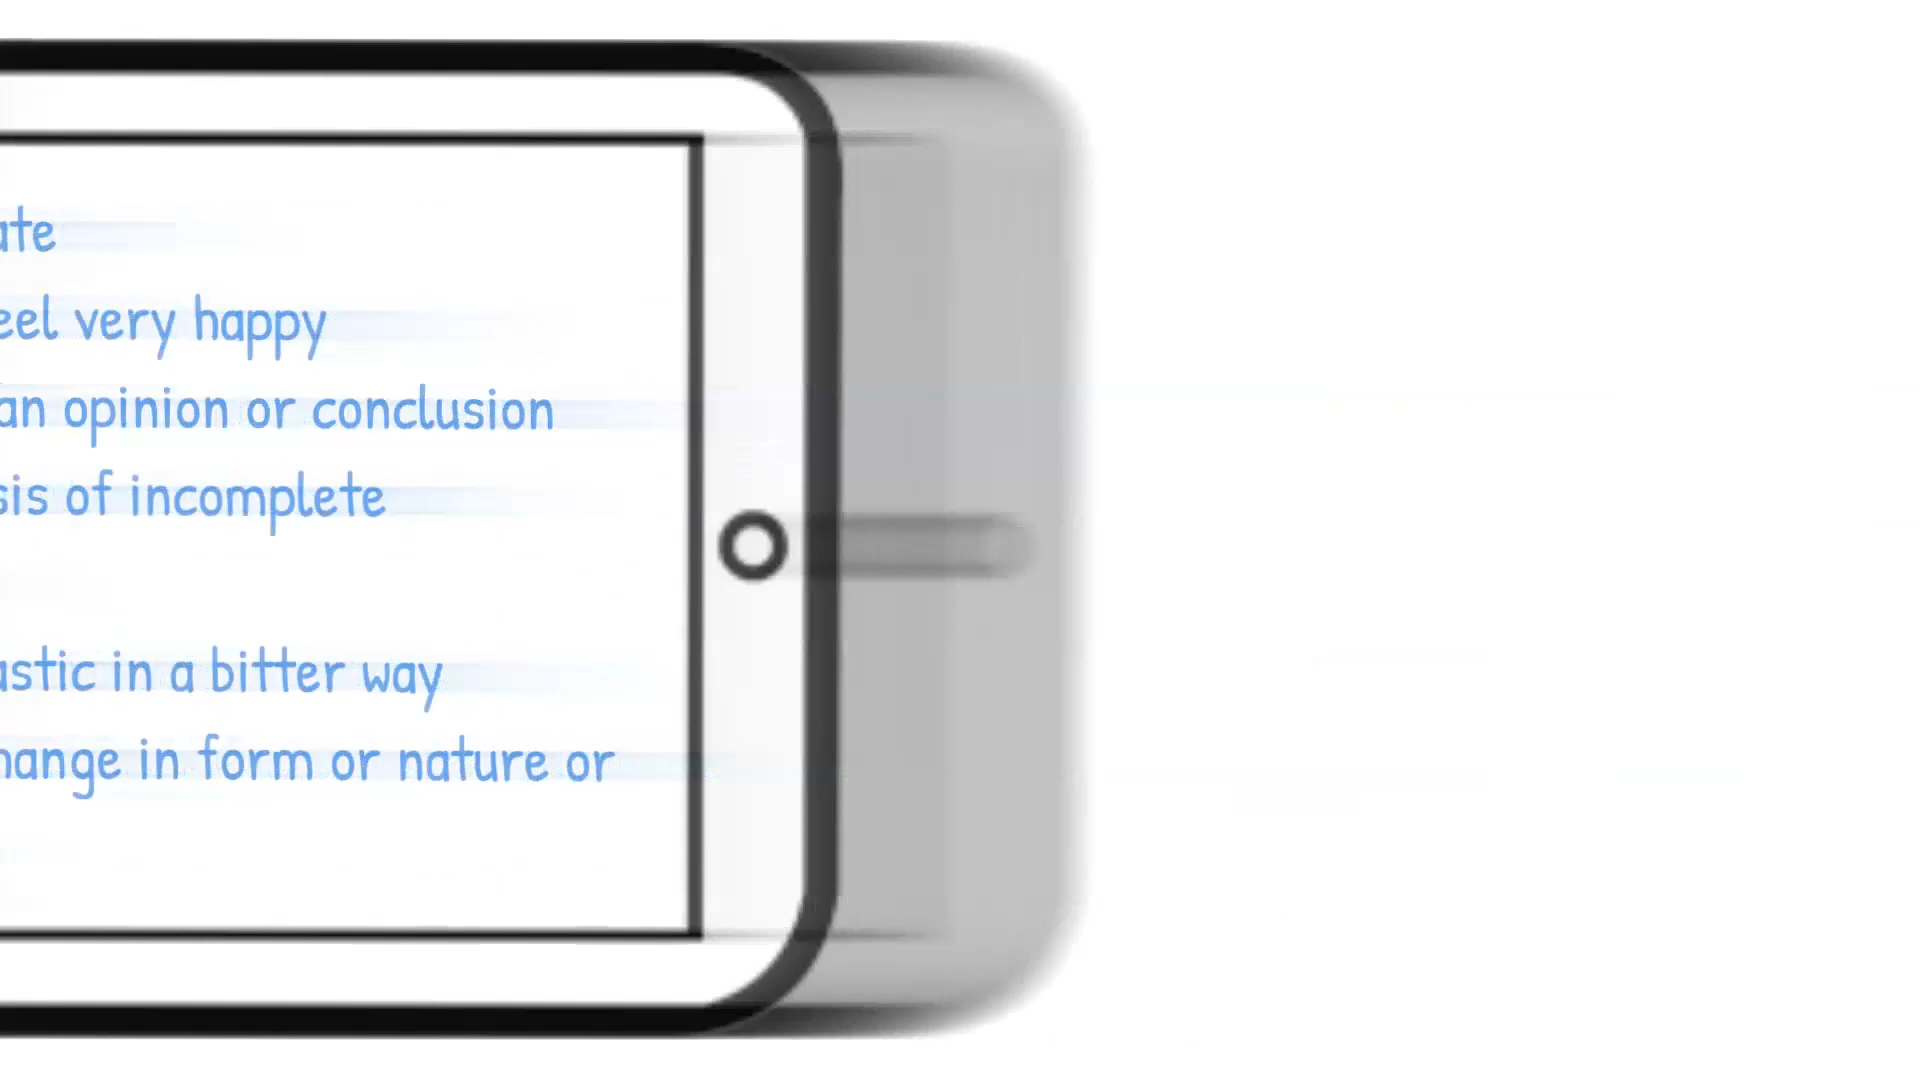 ate
eel very happy
an opinion or conclusion
sis of incomplete
astic in a bitter way
hange in form or nature or